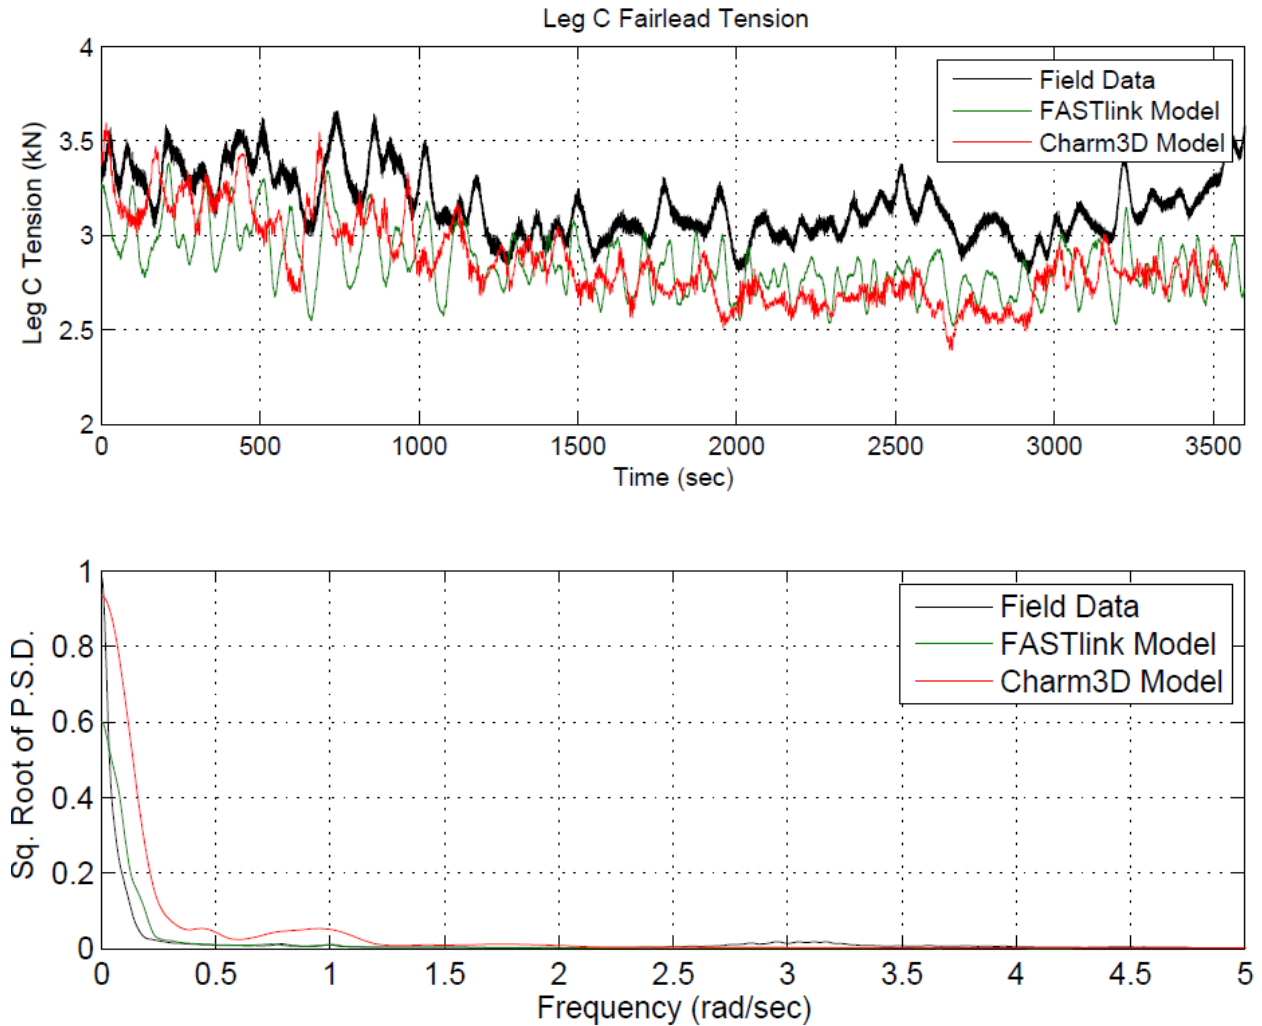 Leg C Fairlead Tension
4
3.5
3
2.5
2
Leg C Tension (kN)
Field Data
FASTlink Model
Charm3D Model
0 500 1000 1500 2000 2500 3000 3500
Time (sec)
1
0.8
0.6
0.4
0.2
0
Sq. Root of P.S.D.
Field Data
FASTlink Model
Charm3D Model
0 0.5 1 1.5 2 2.5 3 3.5 4 4.5 5
Frequency (rad/sec)